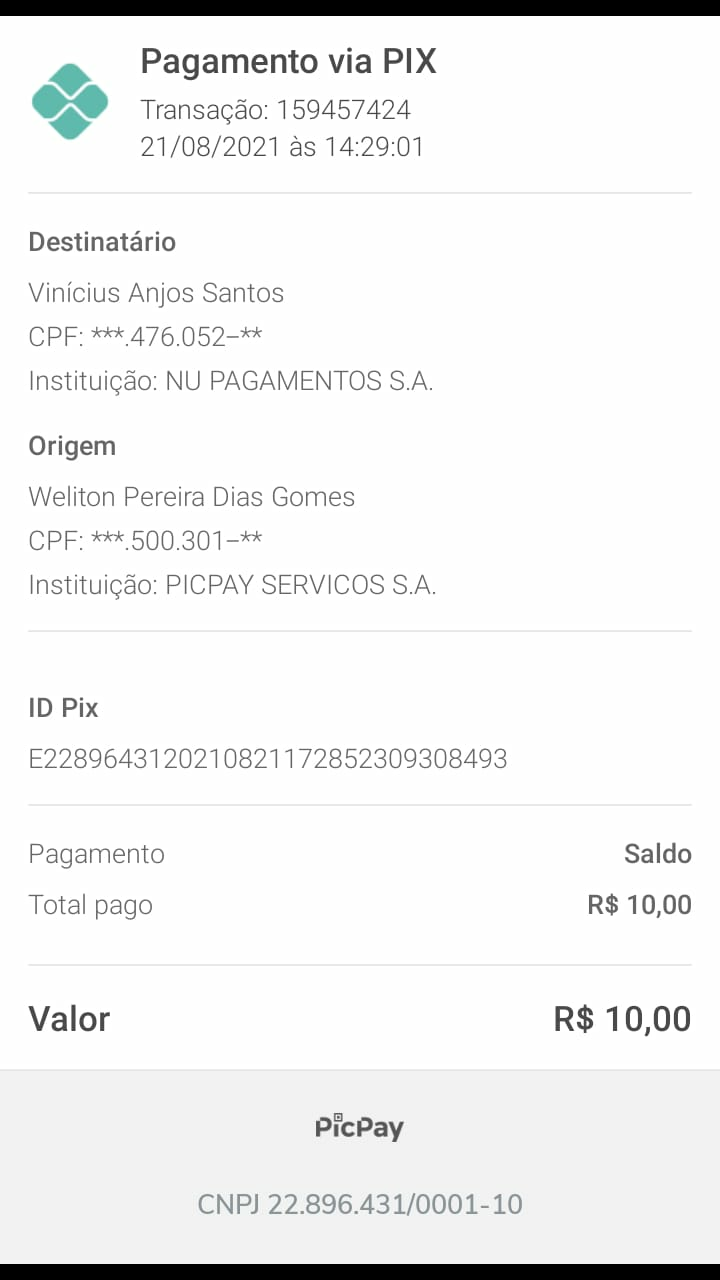 Pagamento via PIX
Transação: 159457424
21/08/2021 às 14:29:01
Destinatário
Vinícius Anjos Santos
CPF: ***.476.052–**
Instituição: NU PAGAMENTOS S.A.
Origem
Weliton Pereira Dias Gomes
CPF: ***.500.301–**
Instituição: PICPAY SERVICOS S.A.
ID Pix
E22896431202108211172852309308493
Pagamento Saldo
Total pago R$ 10,00
Valor R$ 10,00
PicPay
CNPJ 22.896.431/0001-10